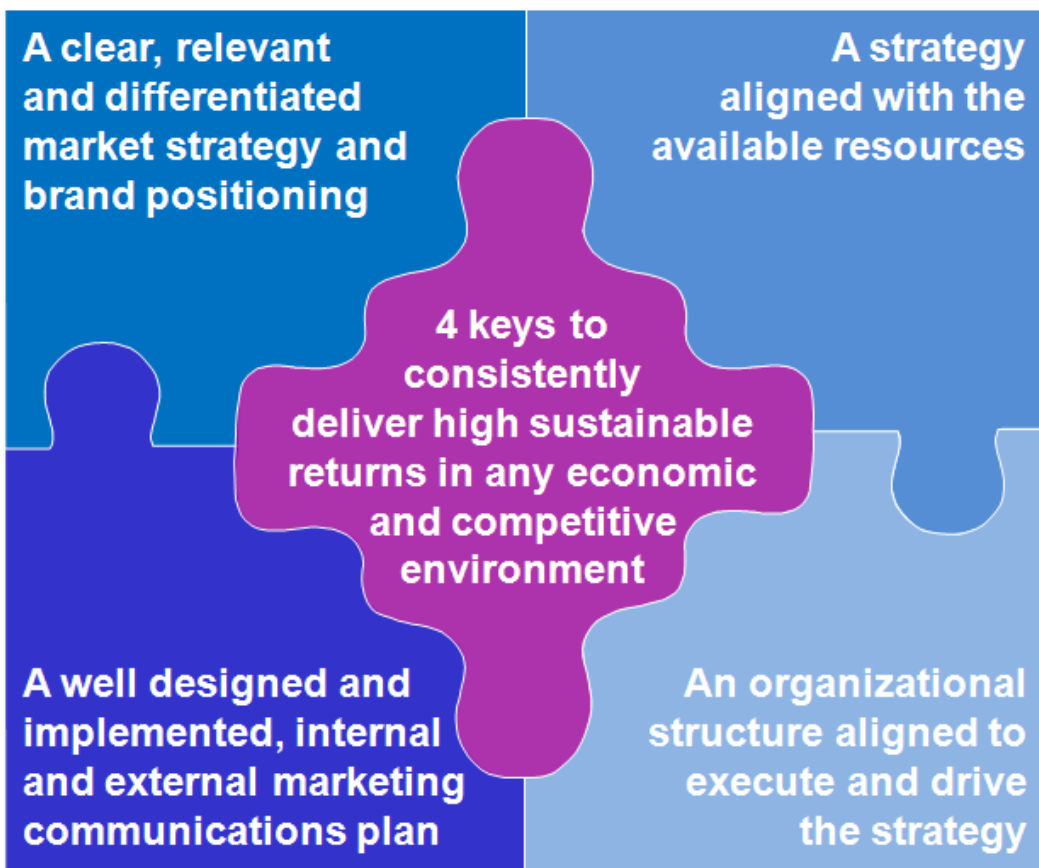 A clear, relevant
and differentiated
market strategy and
brand positioning
A strategy
aligned with the
available resources
4 keys to
consistently
deliver high sustainable
returns in any economic
and competitive
environment
A well designed and
implemented, internal
and external marketing
communications plan
An organizational
structure aligned to
execute and drive
the strategy